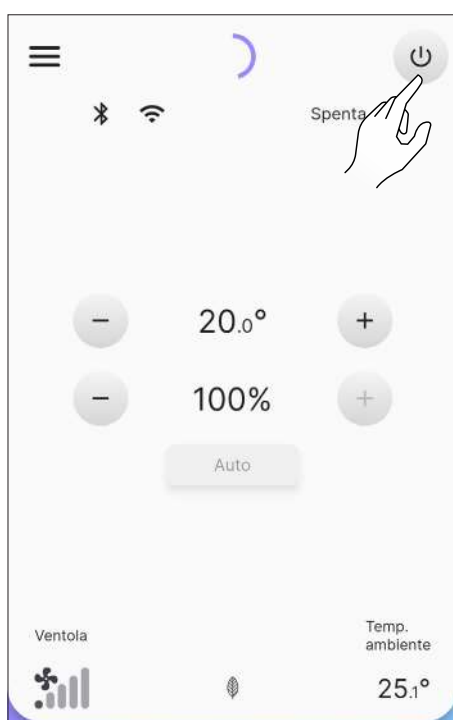 Spenta
− 20.0° +
− 100% +
Auto
Ventola
Temp.
ambiente
25.1°